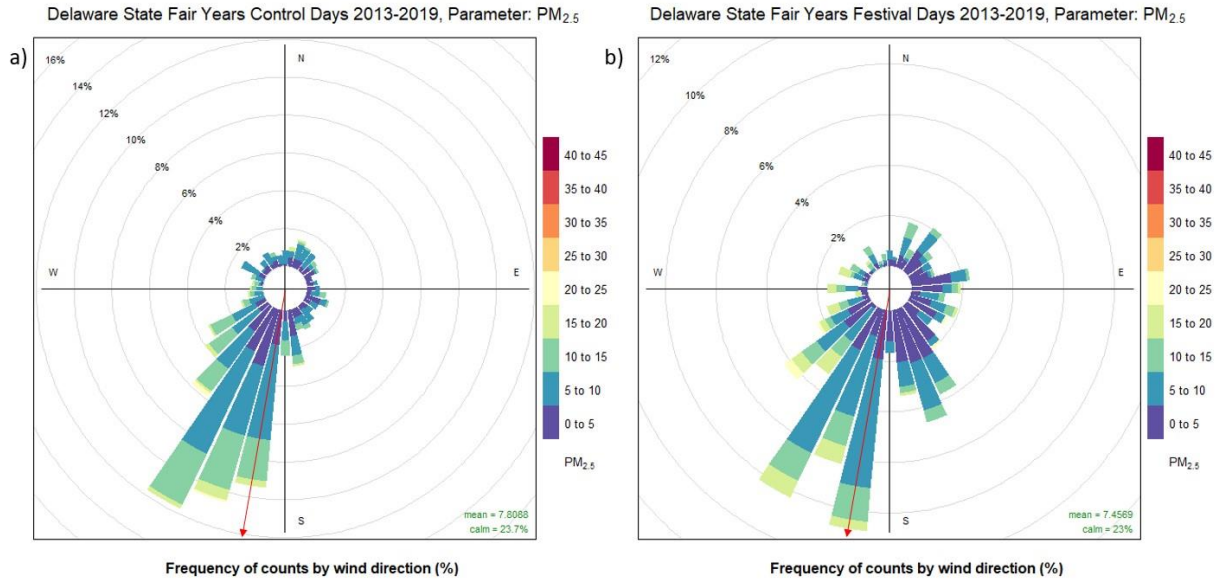 Delaware State Fair Years Control Days 2013-2019, Parameter: PM2.5
a)
16%
14%
12%
10%
8%
6%
4%
2%
N
W
E
S
40 to 45
35 to 40
30 to 35
25 to 30
20 to 25
15 to 20
10 to 15
5 to 10
0 to 5
PM2.5
mean = 7.8088
calm = 23.7%
Frequency of counts by wind direction (%)
Delaware State Fair Years Festival Days 2013-2019, Parameter: PM2.5
b)
12%
10%
8%
6%
4%
2%
N
W
E
S
40 to 45
35 to 40
30 to 35
25 to 30
20 to 25
15 to 20
10 to 15
5 to 10
0 to 5
PM2.5
mean = 7.4569
calm = 23%
Frequency of counts by wind direction (%)